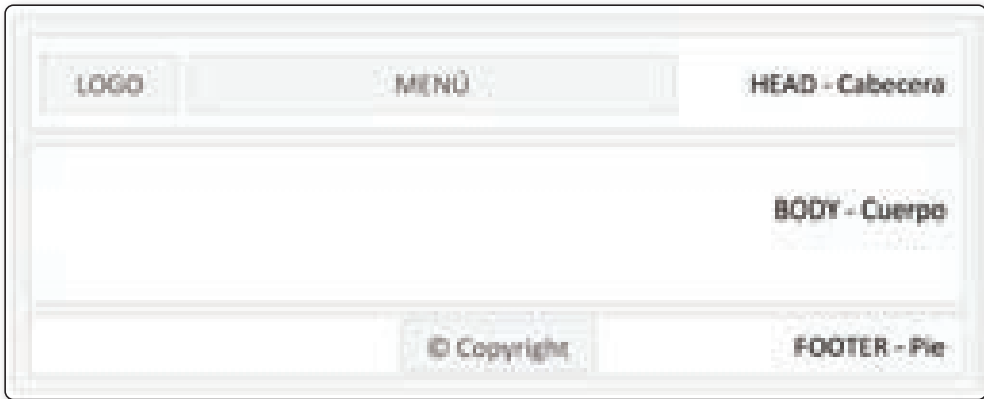 LOGO MENÚ HEAD - Cabecera
BODY - Cuerpo
© Copyright FOOTER - Pie